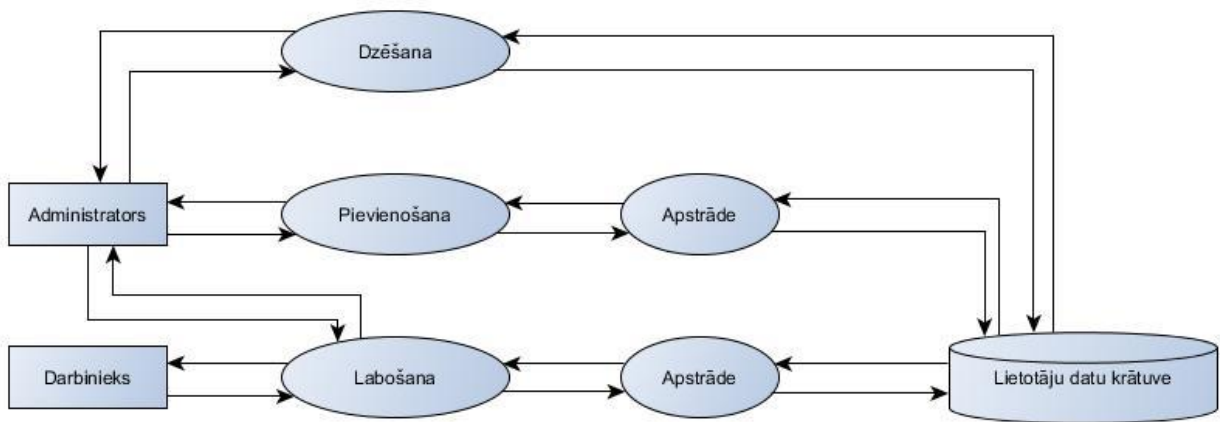 Dzēšana
Administrators
Pievienošana
Apstrāde
Darbinieks
Labošana
Apstrāde
Lietotāju datu krātuve